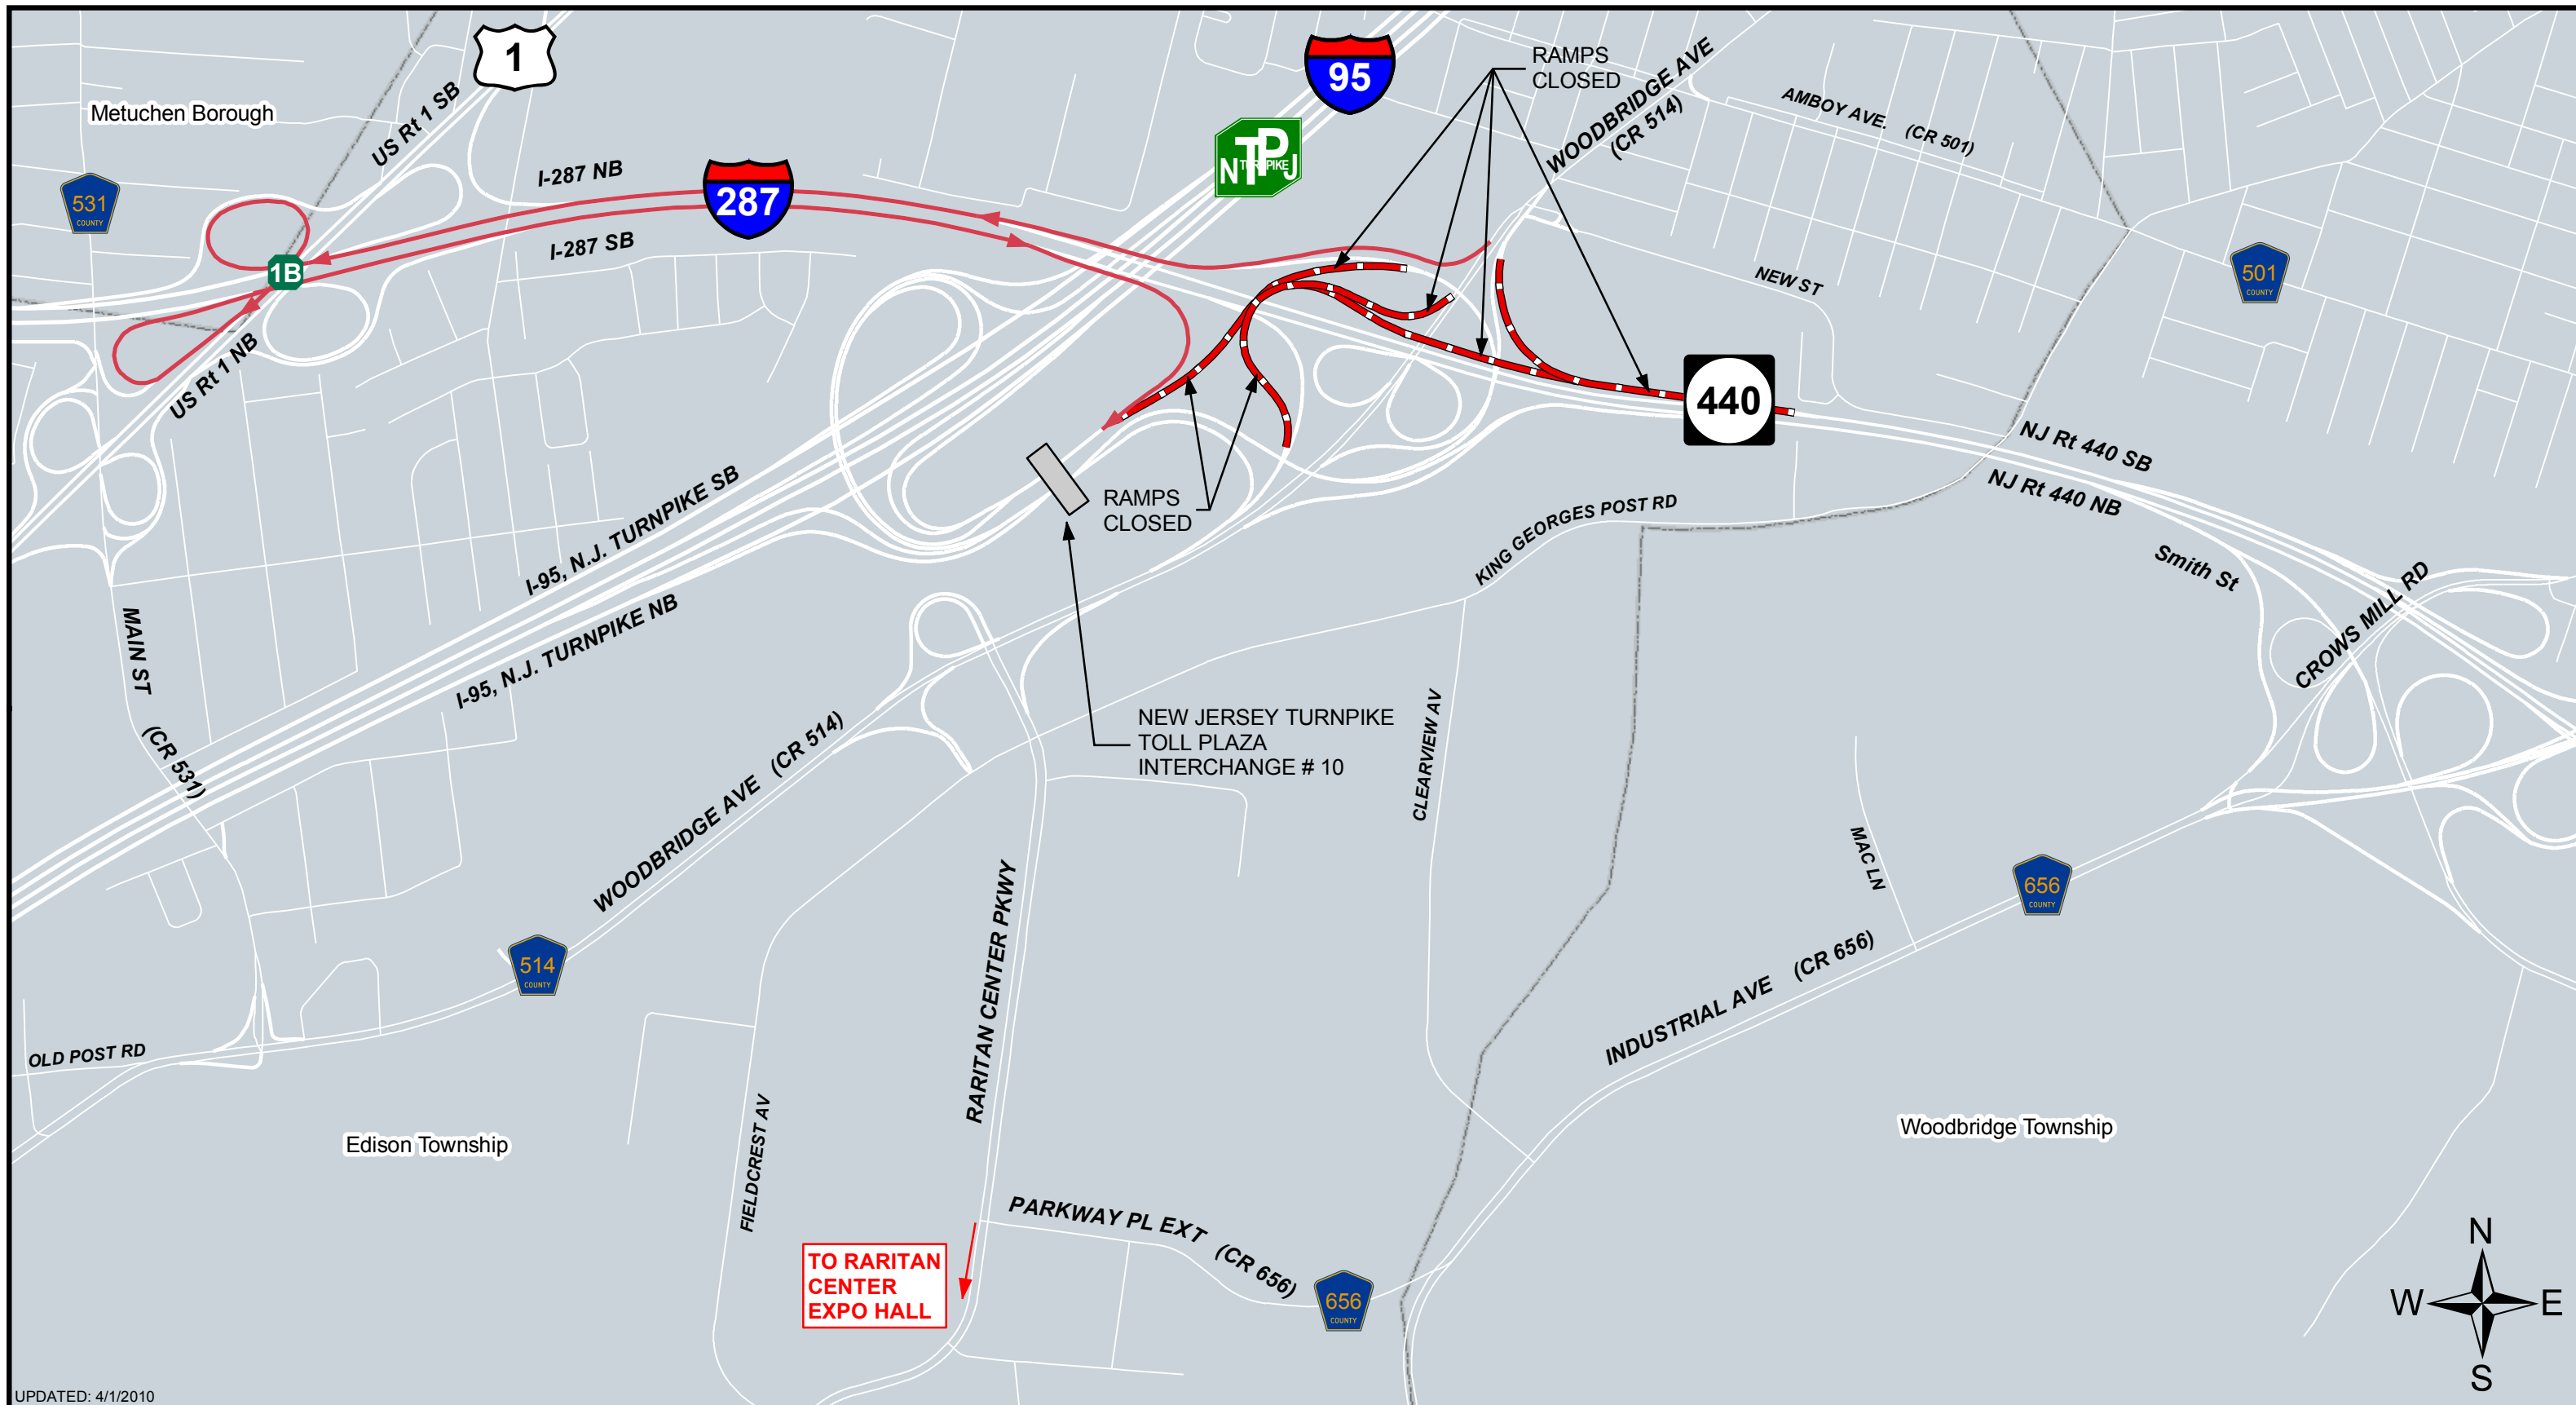 1
95
RAMPS
CLOSED
WOODBRIDGE AVE
(CR 514)
AMBOY AVE. (CR 501)
Metuchen Borough
US Rt 1 SB
N TURNPIKE J
TP
I-287 NB
287
531
COUNTY
I-287 SB
1B
NEW ST
501
COUNTY
US Rt 1 NB
440
NJ Rt 440 SB
NJ Rt 440 NB
I-95, N.J. TURNPIKE SB
RAMPS
CLOSED
KING GEORGES POST RD
Smith St
CROWS MILL RD
I-95, N.J. TURNPIKE NB
MAIN ST (CR 531)
NEW JERSEY TURNPIKE
TOLL PLAZA
INTERCHANGE # 10
CLEARVIEW AV
WOODBRIDGE AVE (CR 514)
MAC LN
656
COUNTY
514
COUNTY
RARITAN CENTER PKWY
INDUSTRIAL AVE (CR 656)
OLD POST RD
Edison Township
FIELDCREST AV
Woodbridge Township
PARKWAY PL EXT (CR 656)
TO RARITAN
CENTER
EXPO HALL
656
COUNTY
N
W E
S
UPDATED: 4/1/2010